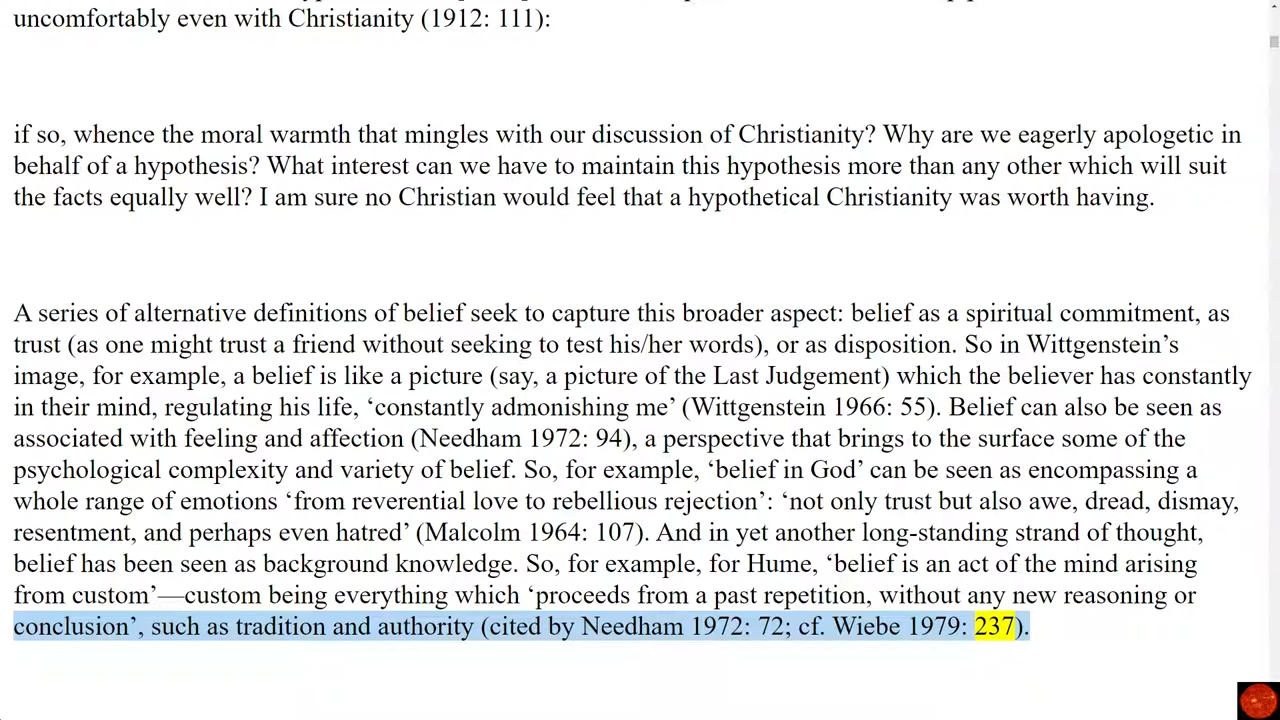 uncomfortably even with Christianity (1912: 111):
if so, whence the moral warmth that mingles with our discussion of Christianity? Why are we eagerly apologetic in
behalf of a hypothesis? What interest can we have to maintain this hypothesis more than any other which will suit
the facts equally well? I am sure no Christian would feel that a hypothetical Christianity was worth having.
A series of alternative definitions of belief seek to capture this broader aspect: belief as a spiritual commitment, as
trust (as one might trust a friend without seeking to test his/her words), or as disposition. So in Wittgenstein’s
image, for example, a belief is like a picture (say, a picture of the Last Judgement) which the believer has constantly
in their mind, regulating his life, ‘constantly admonishing me’ (Wittgenstein 1966: 55). Belief can also be seen as
associated with feeling and affection (Needham 1972: 94), a perspective that brings to the surface some of the
psychological complexity and variety of belief. So, for example, ‘belief in God’ can be seen as encompassing a
whole range of emotions ‘from reverential love to rebellious rejection’: ‘not only trust but also awe, dread, dismay,
resentment, and perhaps even hatred’ (Malcolm 1964: 107). And in yet another long-standing strand of thought,
belief has been seen as background knowledge. So, for example, for Hume, ‘belief is an act of the mind arising
from custom’—custom being everything which ‘proceeds from a past repetition, without any new reasoning or
conclusion’, such as tradition and authority (cited by Needham 1972: 72; cf. Wiebe 1979: 237).